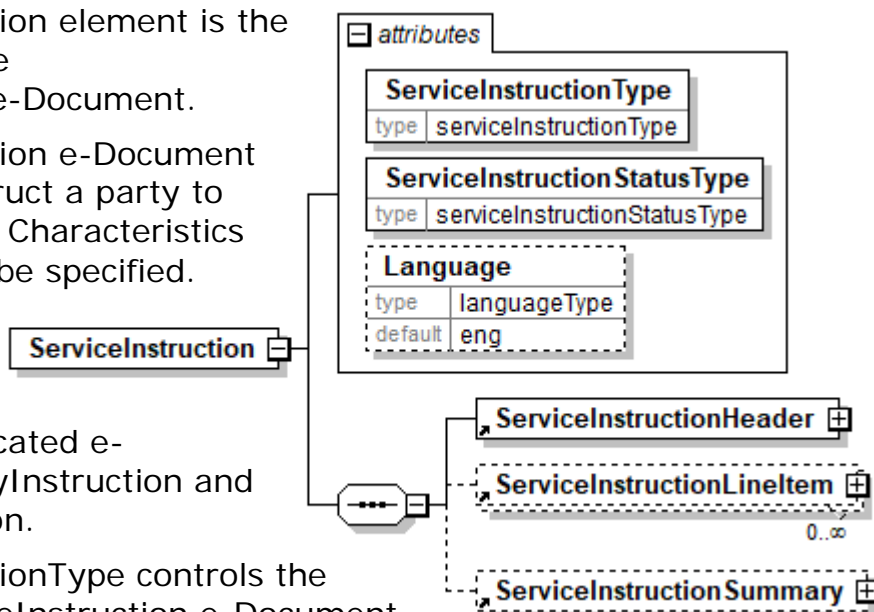 ion element is the
e
e-Document.
ion e-Document
ruct a party to
Characteristics
be specified.
cated e-
yInstruction and
on.
ionType controls the
eInstruction e-Document
attributes
ServiceInstructionType
type serviceInstructionType
ServiceInstructionStatusType
type serviceInstructionStatusType
Language
type languageType
default eng
ServiceInstruction
ServiceInstructionHeader
ServiceInstructionLineItem
0..∞
ServiceInstructionSummary